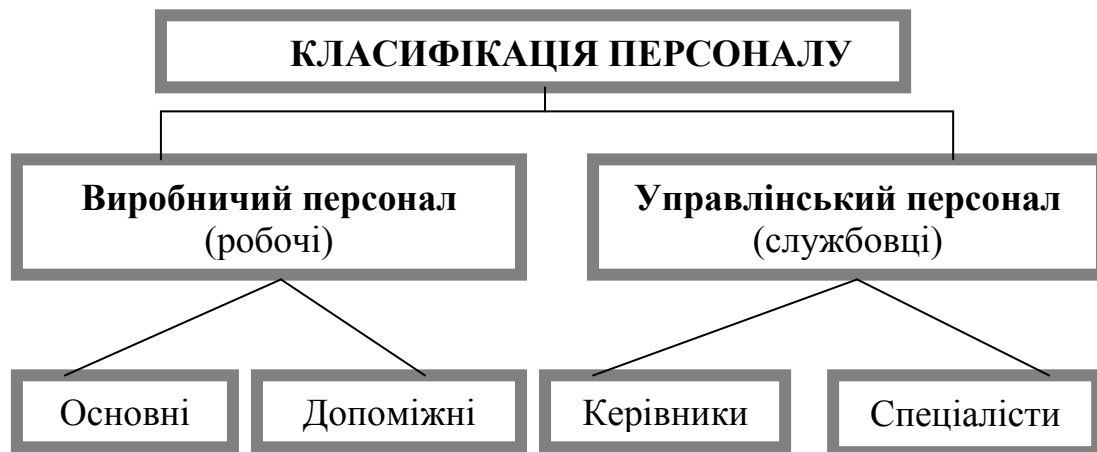 КЛАСИФІКАЦІЯ ПЕРСОНАЛУ
Виробничий персонал
(робочі)
Управлінський персонал
(службовці)
Основні
Допоміжні
Керівники
Спеціалісти